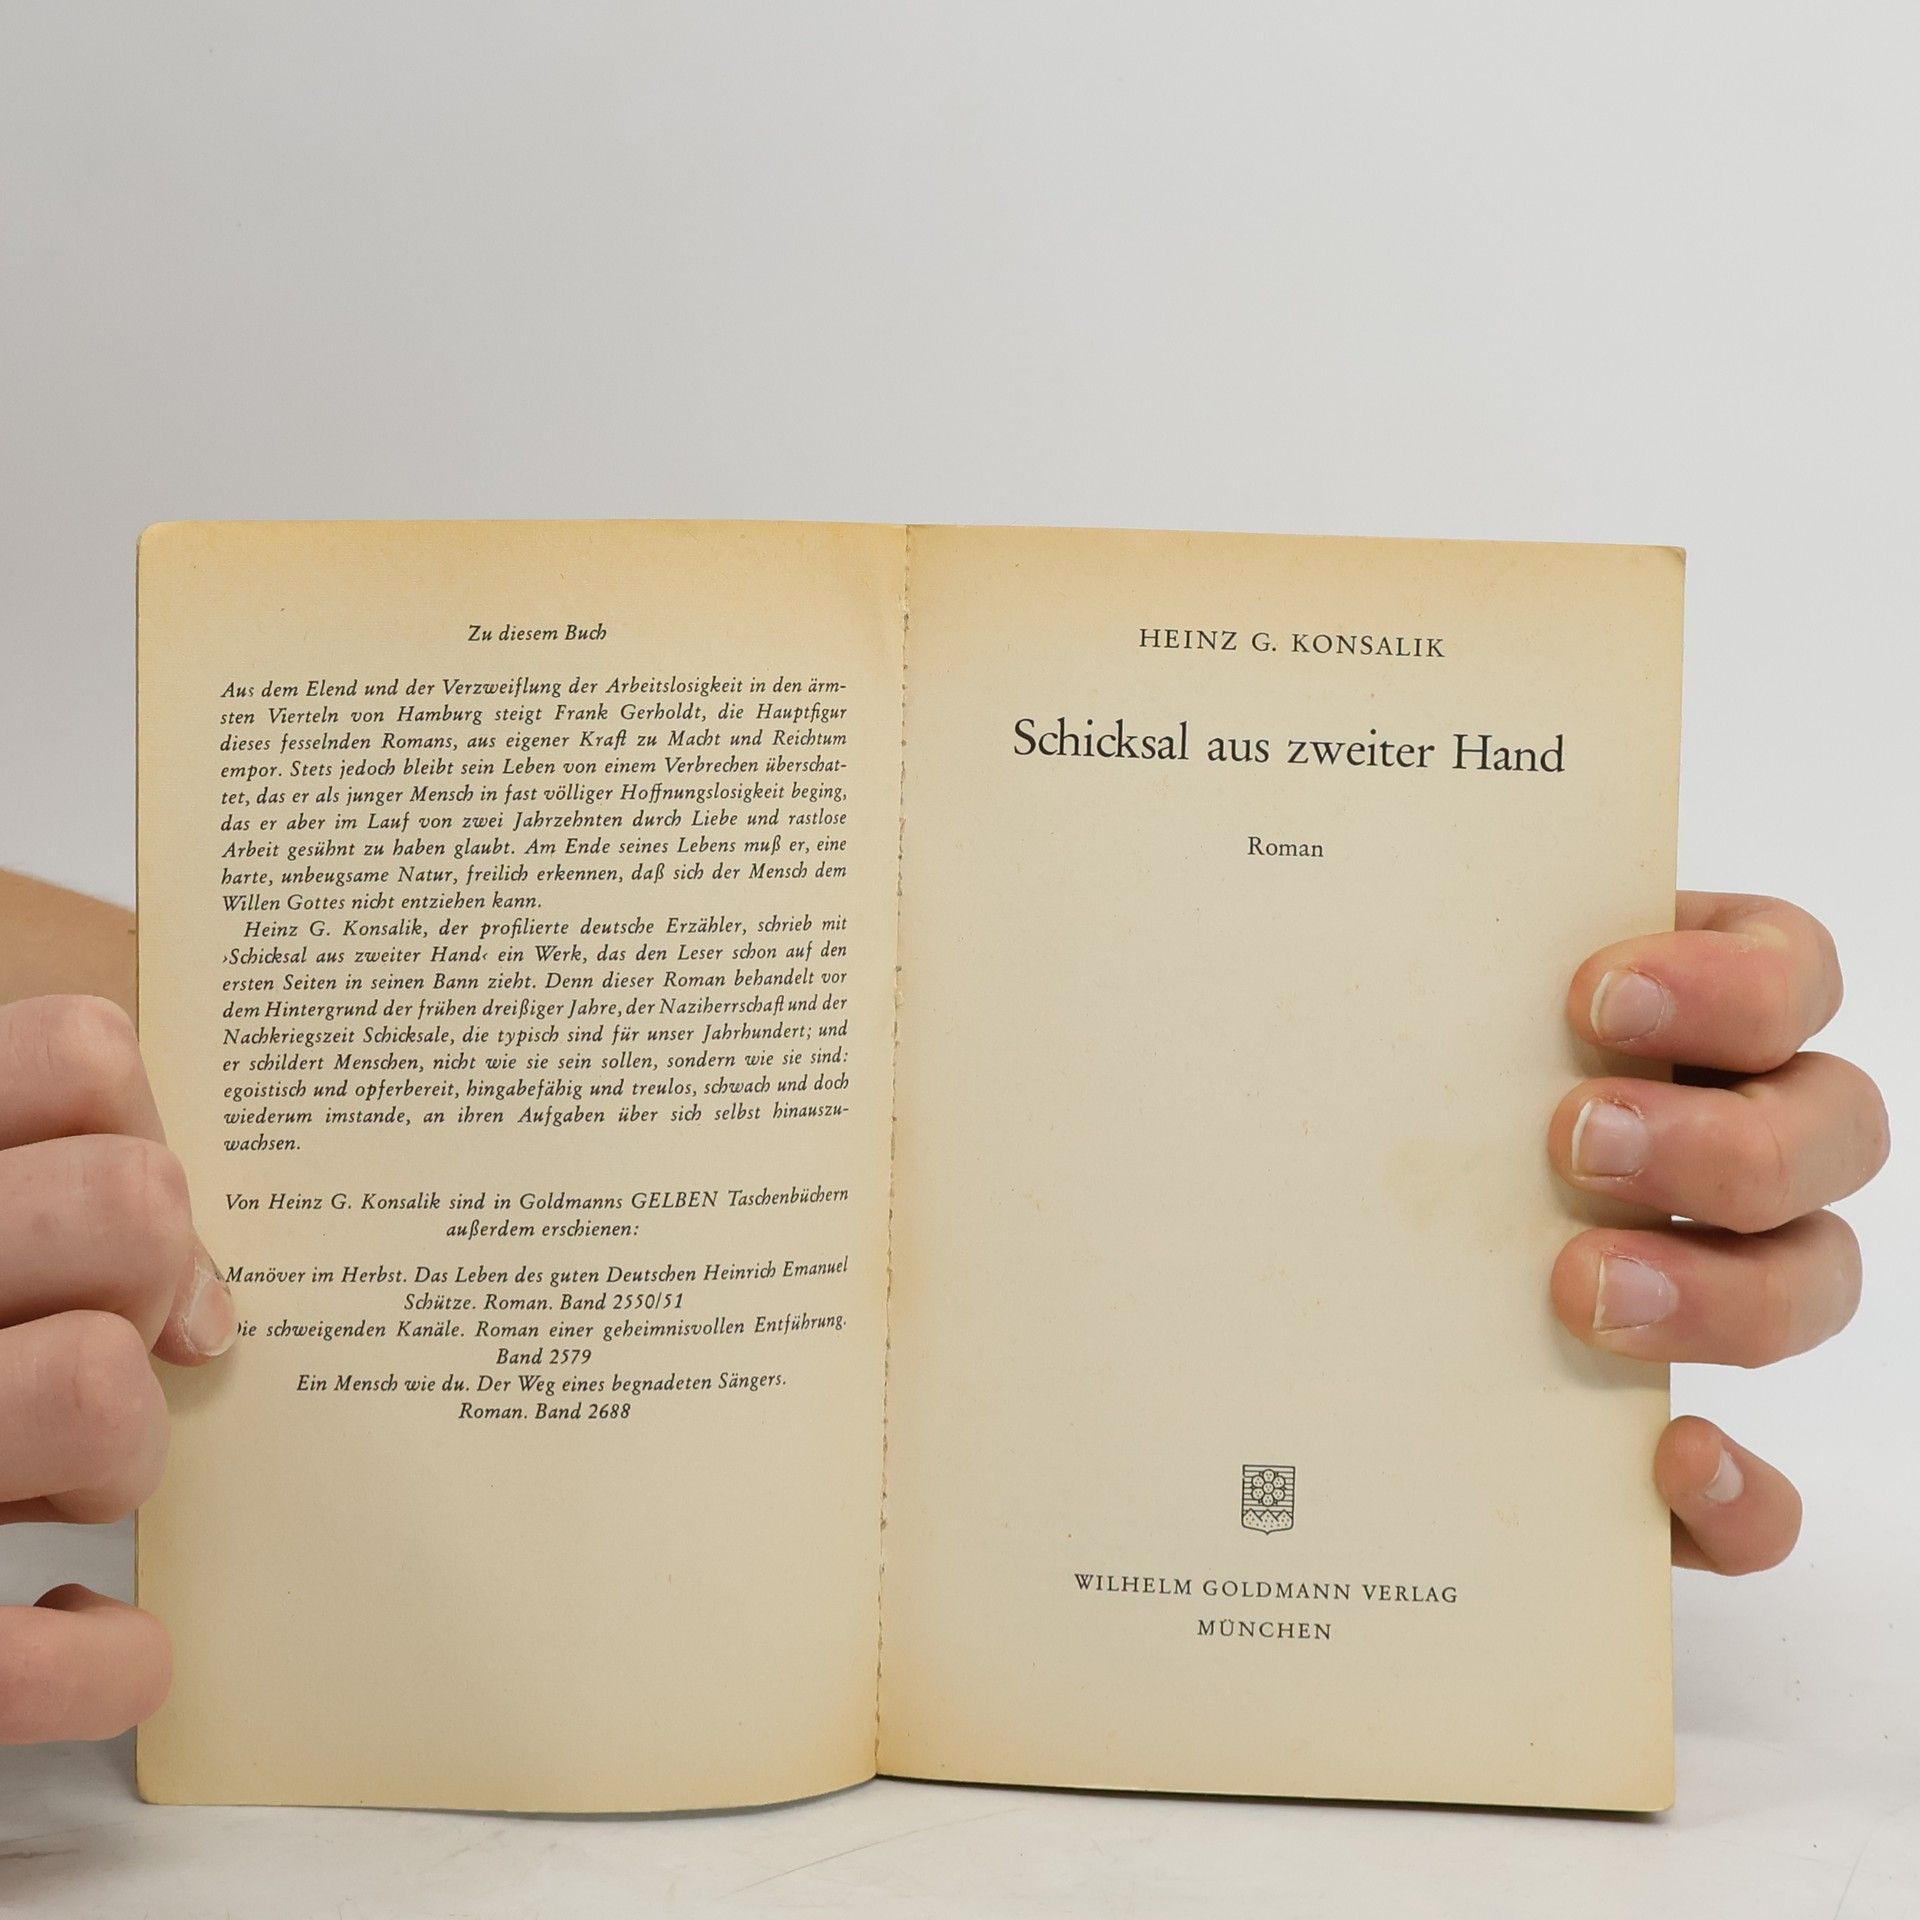 Zu diesem Buch
Aus dem Elend und der Verzweiflung der Arbeitslosigkeit in den ärm-
sten Vierteln von Hamburg steigt Frank Gerholdt, die Hauptfigur
dieses fesselnden Romans, aus eigener Kraft zu Macht und Reichtum
empor. Stets jedoch bleibt sein Leben von einem Verbrechen überschat-
tet, das er als junger Mensch in fast völliger Hoffnungslosigkeit beging,
das er aber im Lauf von zwei Jahrzehnten durch Liebe und rastlose
Arbeit gesühnt zu haben glaubt. Am Ende seines Lebens muß er, eine
harte, unbeugsame Natur, freilich erkennen, daß sich der Mensch dem
Willen Gottes nicht entziehen kann.
Heinz G. Konsalik, der profilierte deutsche Erzähler, schrieb mit
›Schicksal aus zweiter Hand‹ ein Werk, das den Leser schon auf den
ersten Seiten in seinen Bann zieht. Denn dieser Roman behandelt vor
dem Hintergrund der frühen dreißiger Jahre, der Naziherrschaft und der
Nachkriegszeit Schicksale, die typisch sind für unser Jahrhundert; und
er schildert Menschen, nicht wie sie sein sollen, sondern wie sie sind:
egoistisch und opferbereit, hingabefähig und treulos, schwach und doch
wiederum imstande, an ihren Aufgaben über sich selbst hinauszu-
wachsen.
Von Heinz G. Konsalik sind in Goldmanns GELBEN Taschenbüchern
außerdem erschienen:
Manöver im Herbst. Das Leben des guten Deutschen Heinrich Emanuel
Schütze. Roman. Band 2550/51
Die schweigenden Kanäle. Roman einer geheimnisvollen Entführung.
Band 2579
Ein Mensch wie du. Der Weg eines begnadeten Sängers.
Roman. Band 2688
HEINZ G. KONSALIK
Schicksal aus zweiter Hand
Roman
WILHELM GOLDMANN VERLAG
MÜNCHEN